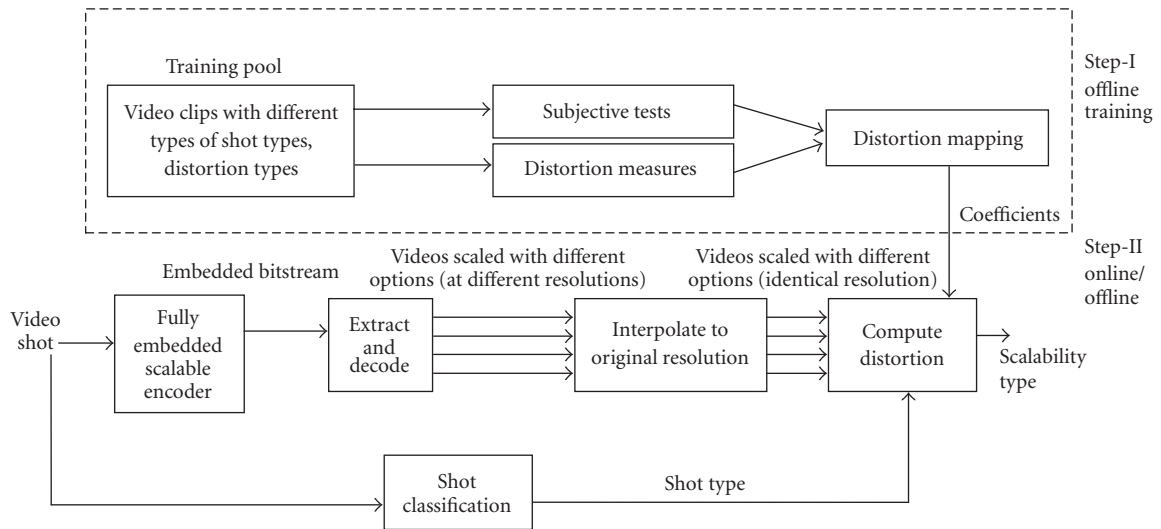 Training pool
Video clips with different
types of shot types,
distortion types
Subjective tests
Distortion measures
Distortion mapping
Step-I
offline
training
Coefficients
Step-II
online/
offline
Embedded bitstream
Videos scaled with different
options (at different resolutions)
Videos scaled with different
options (identical resolution)
Video
shot
Fully
embedded
scalable
encoder
Extract
and
decode
Interpolate to
original resolution
Compute
distortion
Scalability
type
Shot
classification
Shot type